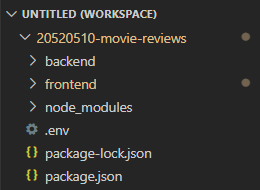 UNTITLED (WORKSPACE)
20520510-movie-reviews
backend
frontend
node_modules
.env
package-lock.json
package.json